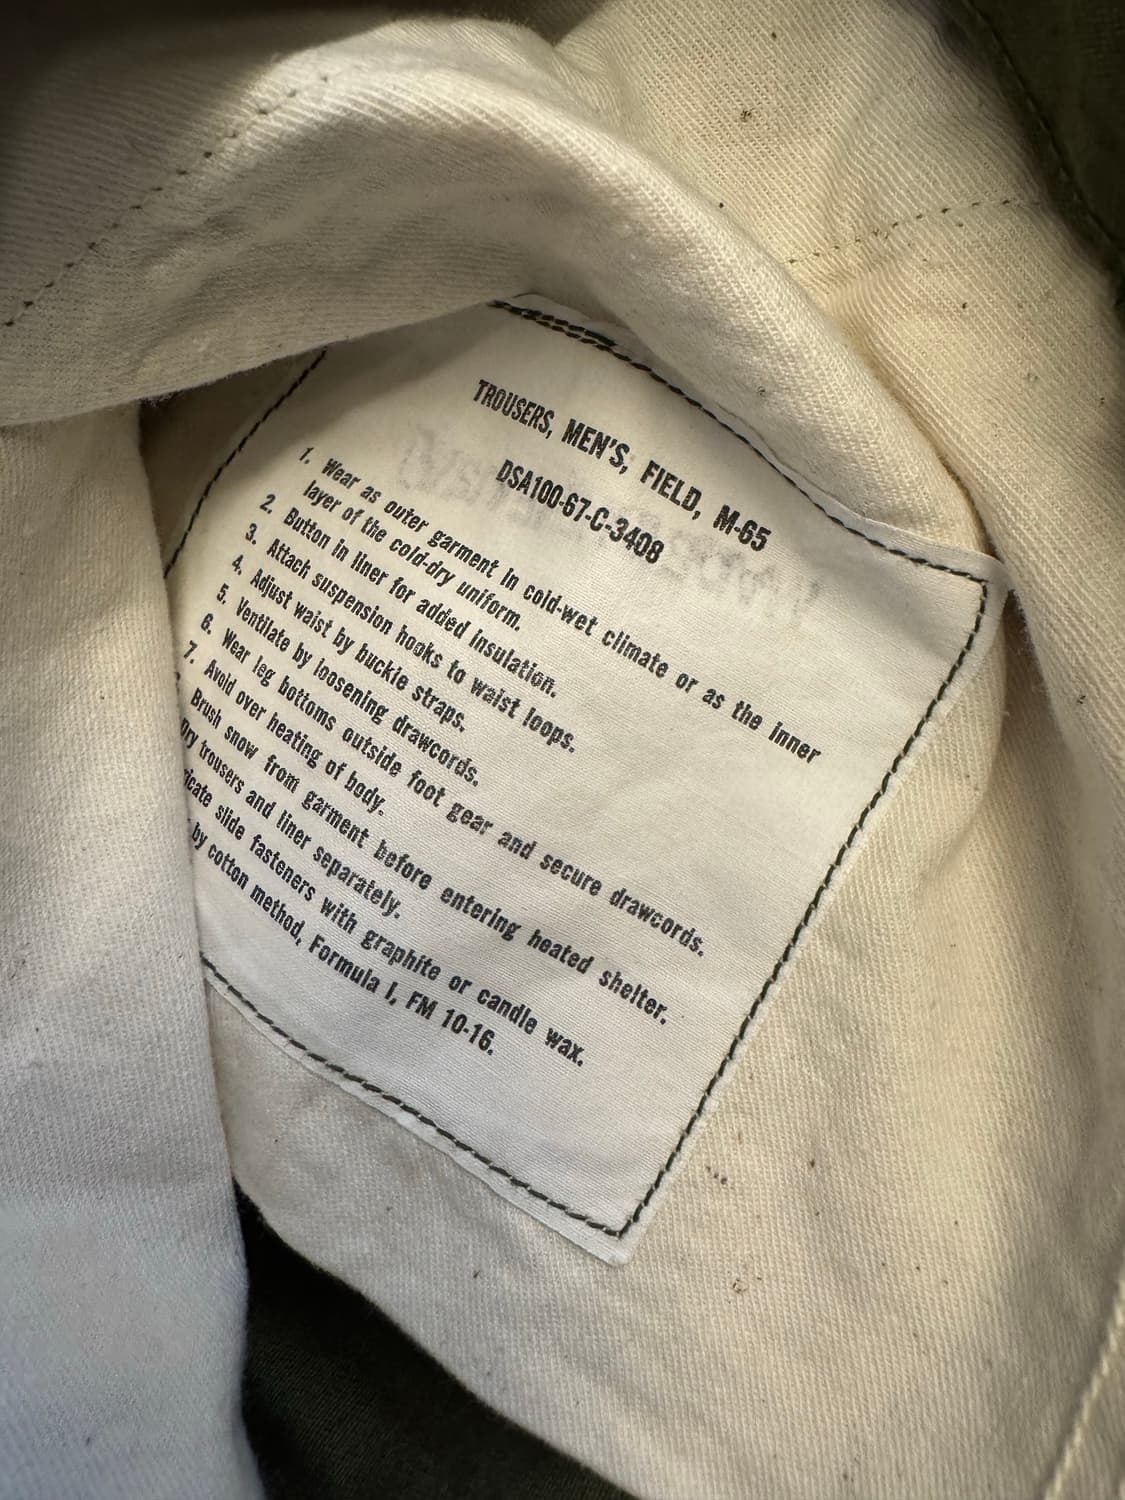 TROUSERS, MEN'S, FIELD, M-65
DSA100-67-C-3408
1. Wear as outer garment in cold-wet climate or as the inner
layer of the cold-dry uniform.
2. Button in liner for added insulation.
3. Attach suspension hooks to waist loops.
4. Adjust waist by buckle straps.
5. Ventilate by loosening drawcords.
6. Wear leg bottoms outside foot gear and secure drawcords.
7. Avoid over heating of body.
Brush snow from garment before entering heated shelter.
Dry trousers and liner separately.
slide fasteners with graphite or candle wax.
by cotton method, Formula I, FM 10-16.